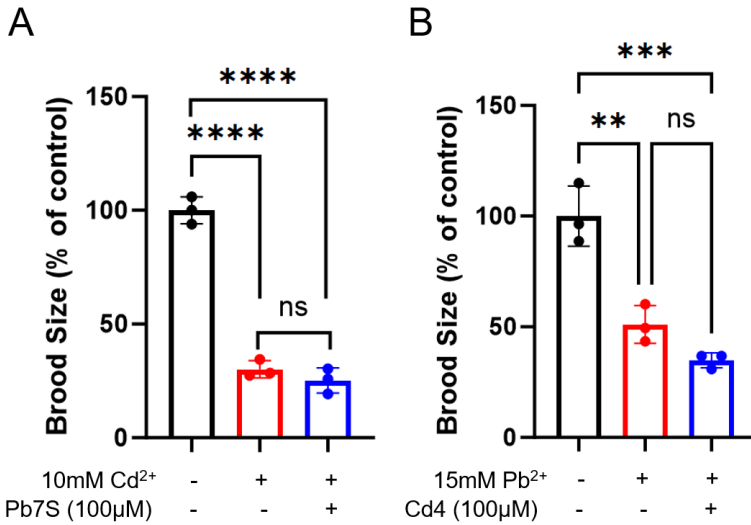 A
Brood Size (% of control)
150
100
50
0
****
****
ns
10mM Cd²⁺ - + +
Pb7S (100μM) - - +
B
Brood Size (% of control)
150
100
50
0
***
**
ns
15mM Pb²⁺ - + +
Cd4 (100μM) - - +